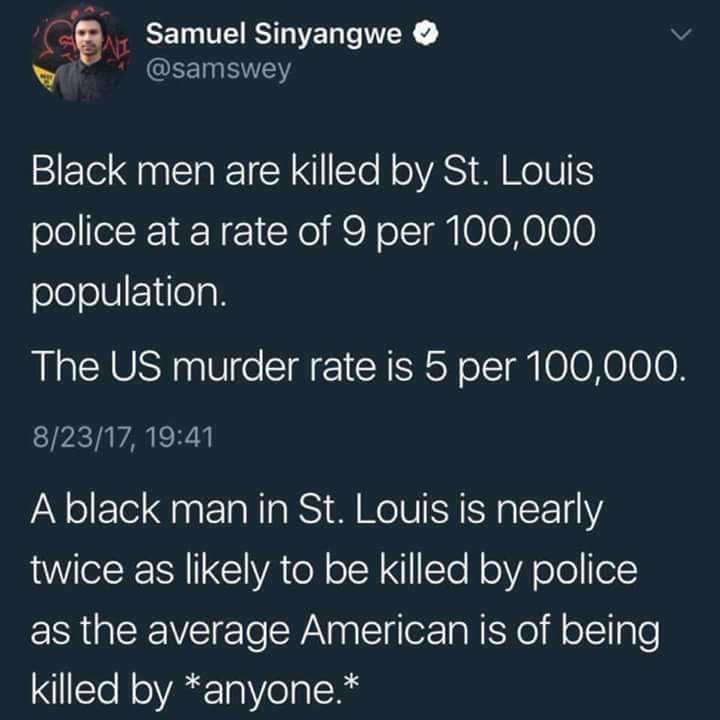 Samuel Sinyangwe
@samswey
Black men are killed by St. Louis
police at a rate of 9 per 100,000
population.
The US murder rate is 5 per 100,000.
8/23/17, 19:41
A black man in St. Louis is nearly
twice as likely to be killed by police
as the average American is of being
killed by *anyone.*